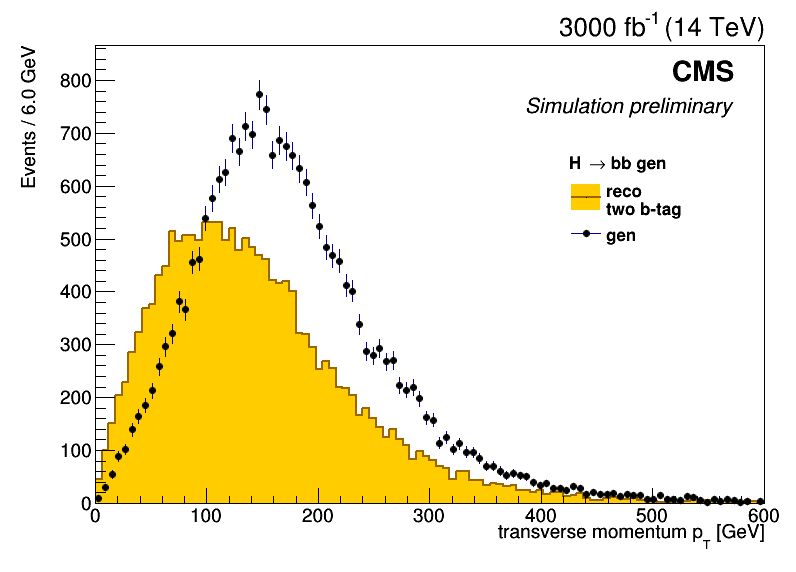 3000 fb-1 (14 TeV)
CMS
Simulation preliminary
H → bb gen
reco
two b-tag
gen
Events / 6.0 GeV
800
700
600
500
400
300
200
100
0
0 100 200 300 400 500 600
transverse momentum pT [GeV]